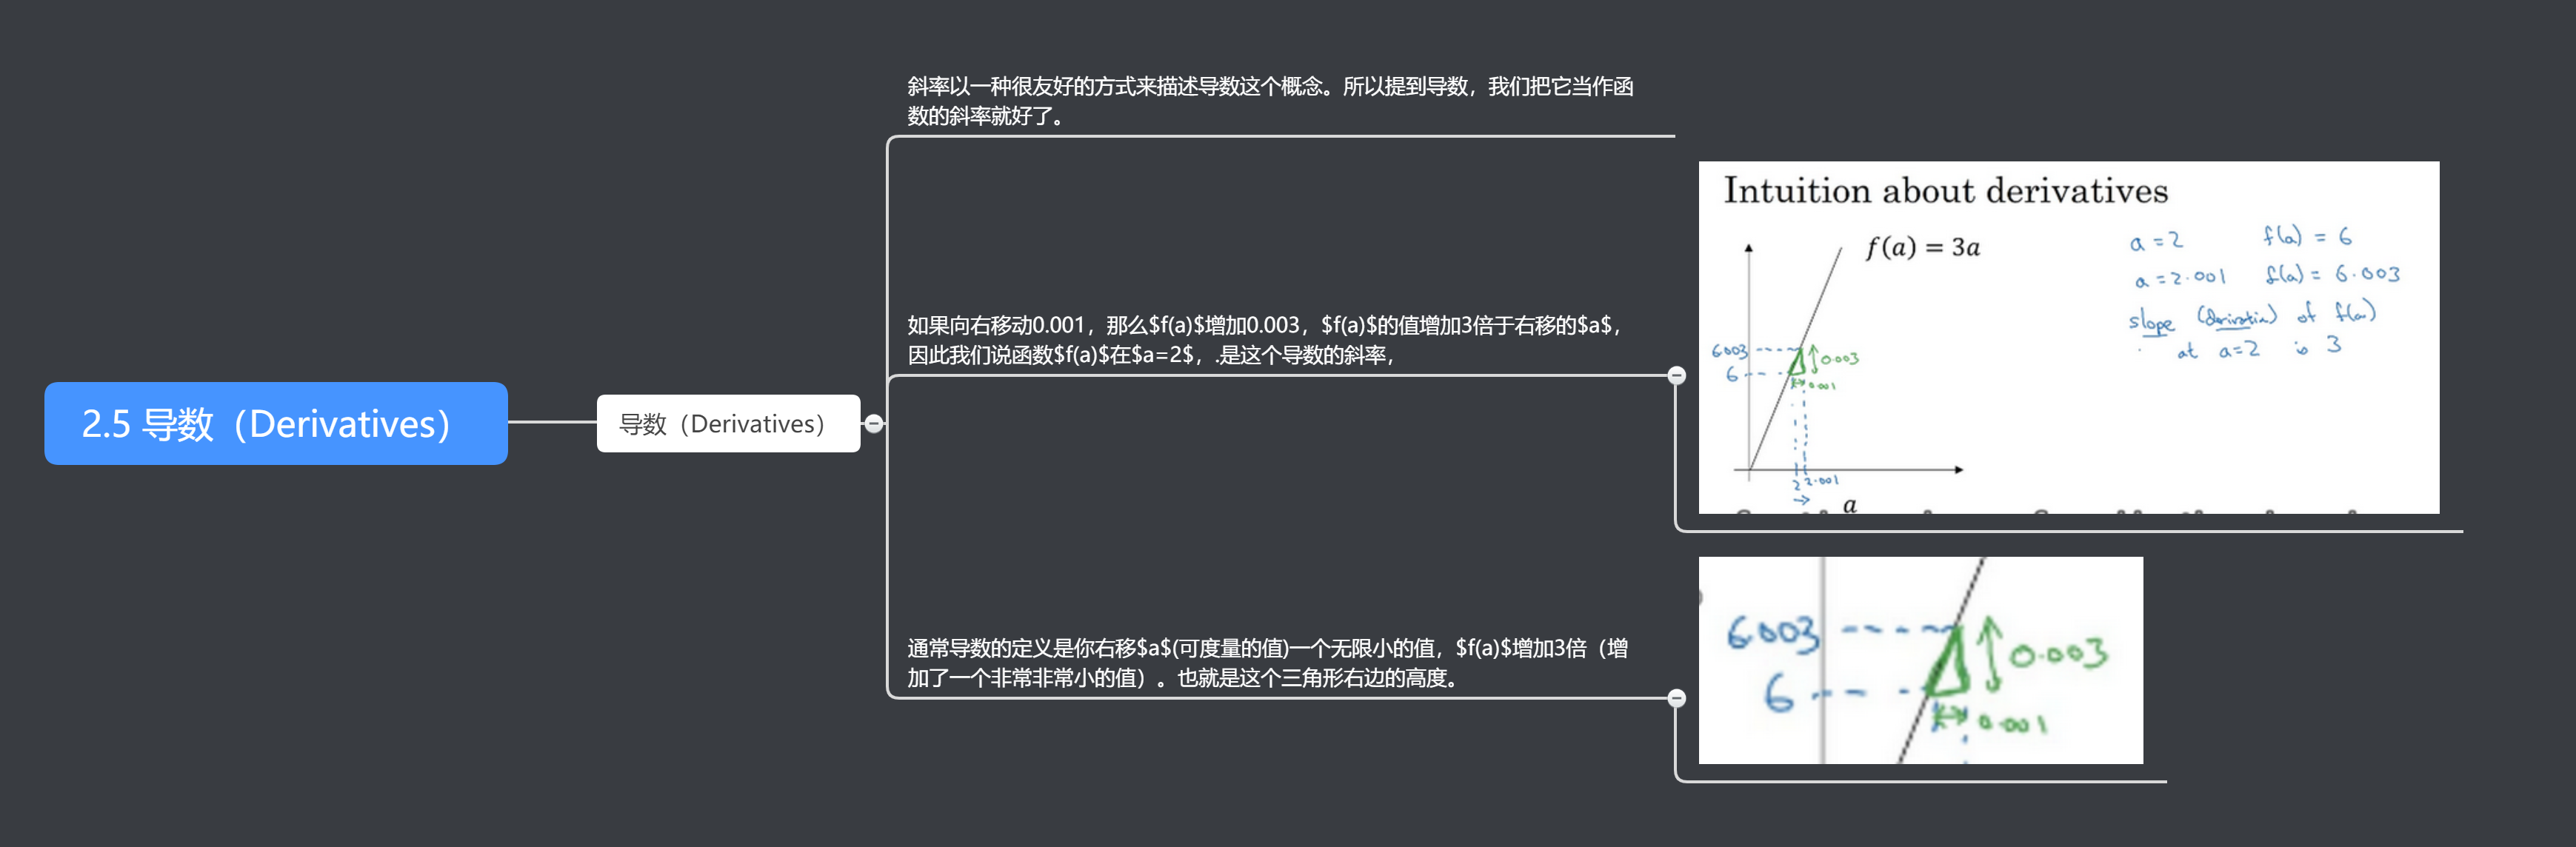 2.5 导数（Derivatives）
导数（Derivatives）
斜率以一种很友好的方式来描述导数这个概念。所以提到导数，我们把它当作函
数的斜率就好了。
如果向右移动0.001，那么$f(a)$增加0.003，$f(a)$的值增加3倍于右移的$a$，
因此我们说函数$f(a)$在$a=2$，.是这个导数的斜率，
Intuition about derivatives
f(a) = 3a
a = 2 f(a) = 6
a = 2.001 f(a) = 6.003
slope (derivative) of f(a)
at a=2 is 3
6003
0.003
6
0.001
2 2.001
a
通常导数的定义是你右移$a$(可度量的值)一个无限小的值，$f(a)$增加3倍（增
加了一个非常非常小的值）。也就是这个三角形右边的高度。
6003
0.003
6
0.001